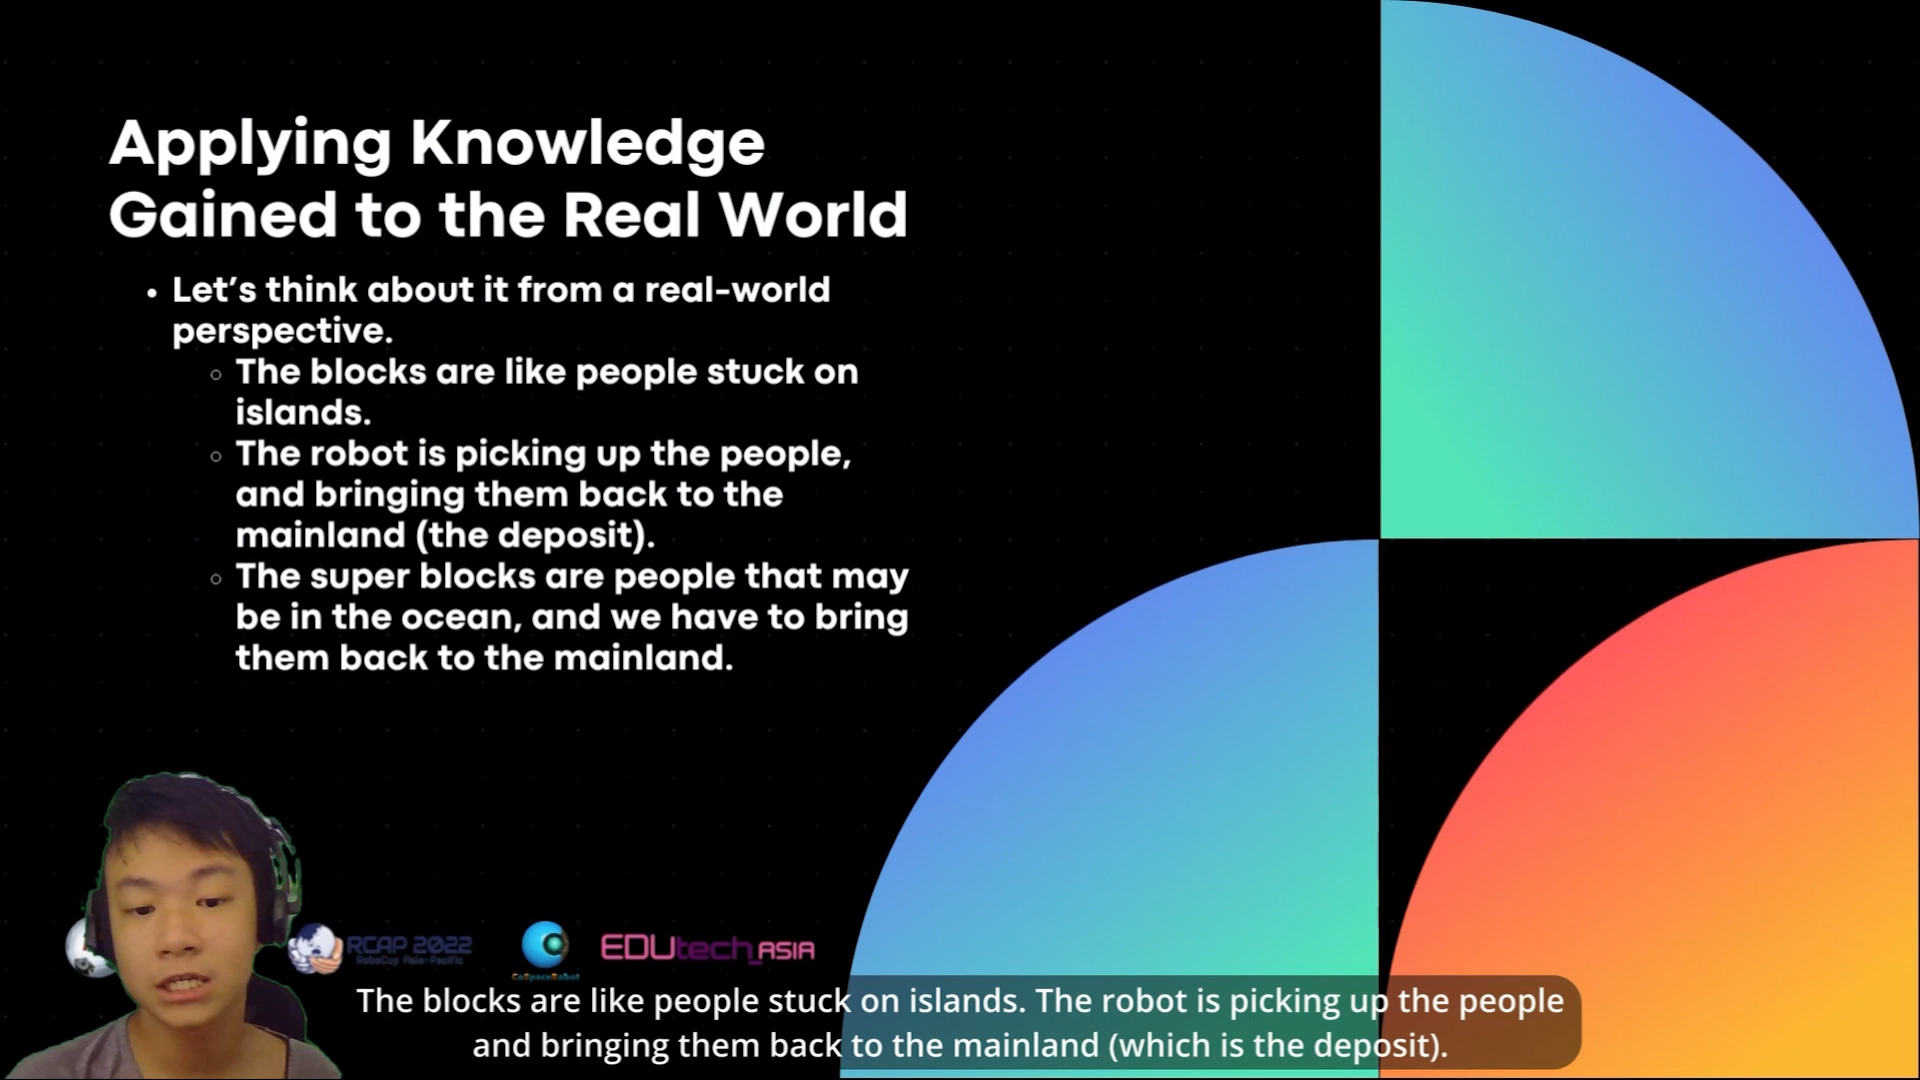 Applying Knowledge
Gained to the Real World
• Let's think about it from a real-world
perspective.
○ The blocks are like people stuck on
islands.
○ The robot is picking up the people,
and bringing them back to the
mainland (the deposit).
○ The super blocks are people that may
be in the ocean, and we have to bring
them back to the mainland.
RCAP 2022
RoboCup Asia-Pacific
CoSpaceRobot
EDUtech_ASIA
The blocks are like people stuck on islands. The robot is picking up the people
and bringing them back to the mainland (which is the deposit).